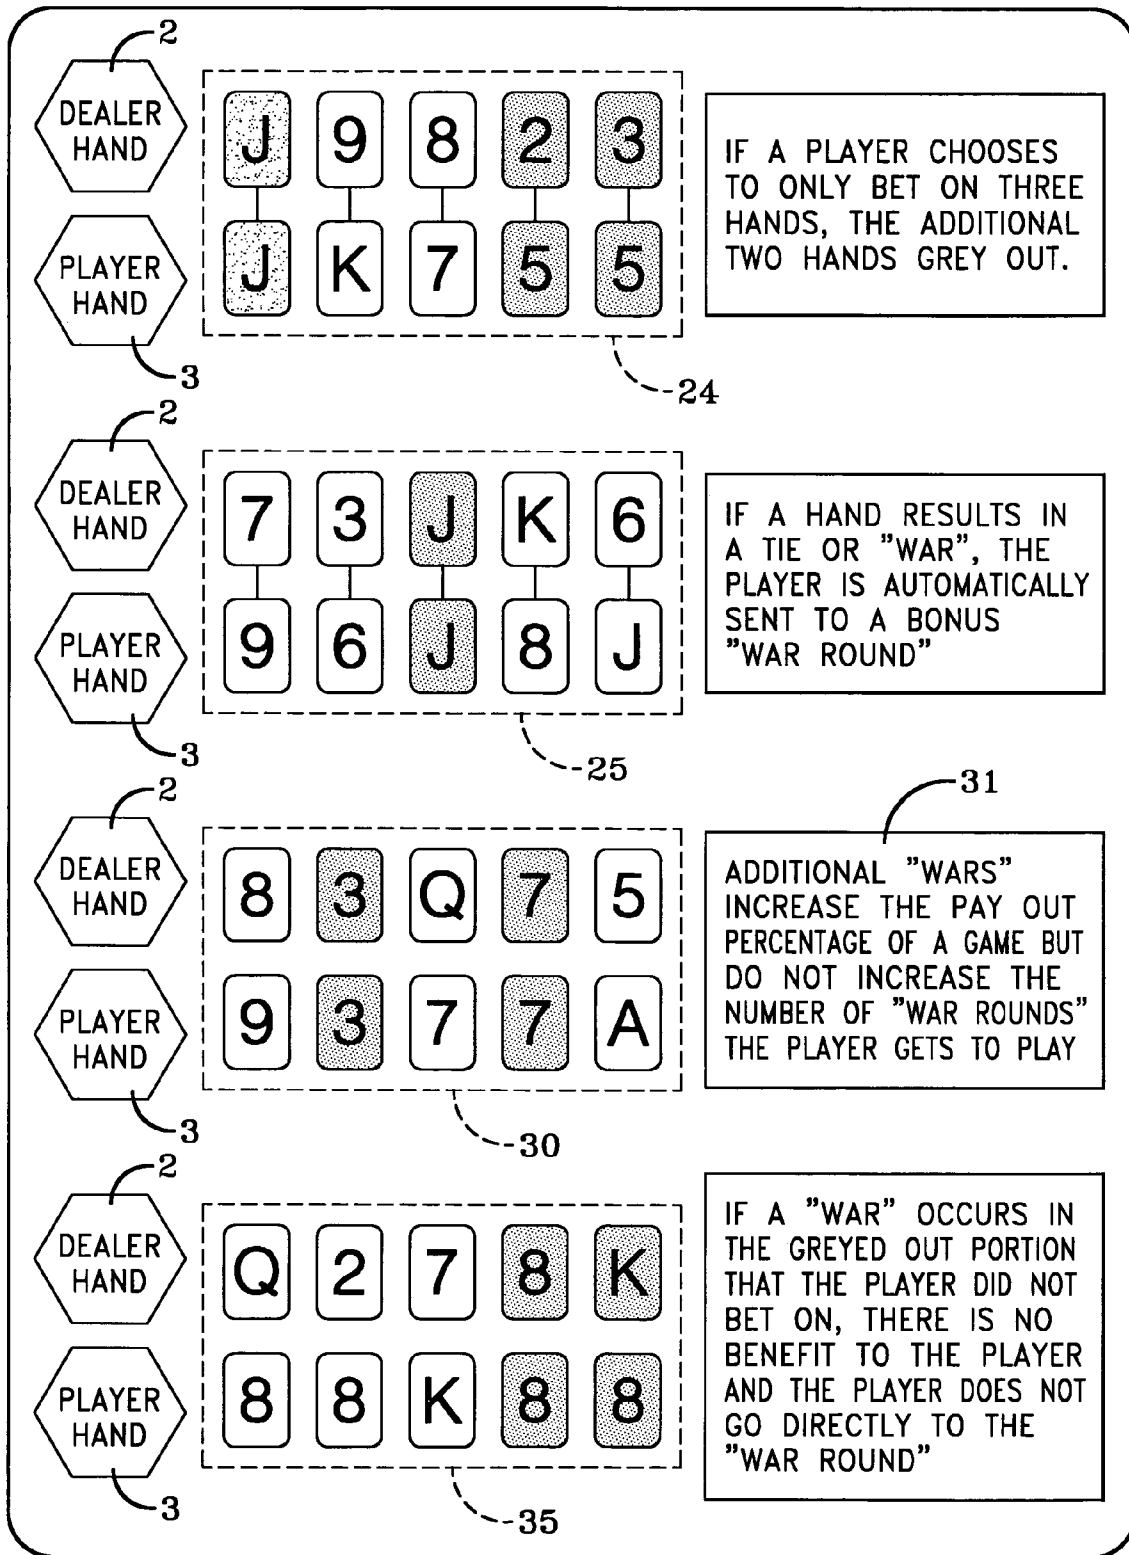 2
DEALER
HAND
J 9 8 2 3
PLAYER
HAND
J K 7 5 5
3
24
IF A PLAYER CHOOSES
TO ONLY BET ON THREE
HANDS, THE ADDITIONAL
TWO HANDS GREY OUT.
2
DEALER
HAND
7 3 J K 6
PLAYER
HAND
9 6 J 8 J
3
25
IF A HAND RESULTS IN
A TIE OR "WAR", THE
PLAYER IS AUTOMATICALLY
SENT TO A BONUS
"WAR ROUND"
2
DEALER
HAND
8 3 Q 7 5
PLAYER
HAND
9 3 7 7 A
3
30
31
ADDITIONAL "WARS"
INCREASE THE PAY OUT
PERCENTAGE OF A GAME BUT
DO NOT INCREASE THE
NUMBER OF "WAR ROUNDS"
THE PLAYER GETS TO PLAY
2
DEALER
HAND
Q 2 7 8 K
PLAYER
HAND
8 8 K 8 8
3
35
IF A "WAR" OCCURS IN
THE GREYED OUT PORTION
THAT THE PLAYER DID NOT
BET ON, THERE IS NO
BENEFIT TO THE PLAYER
AND THE PLAYER DOES NOT
GO DIRECTLY TO THE
"WAR ROUND"